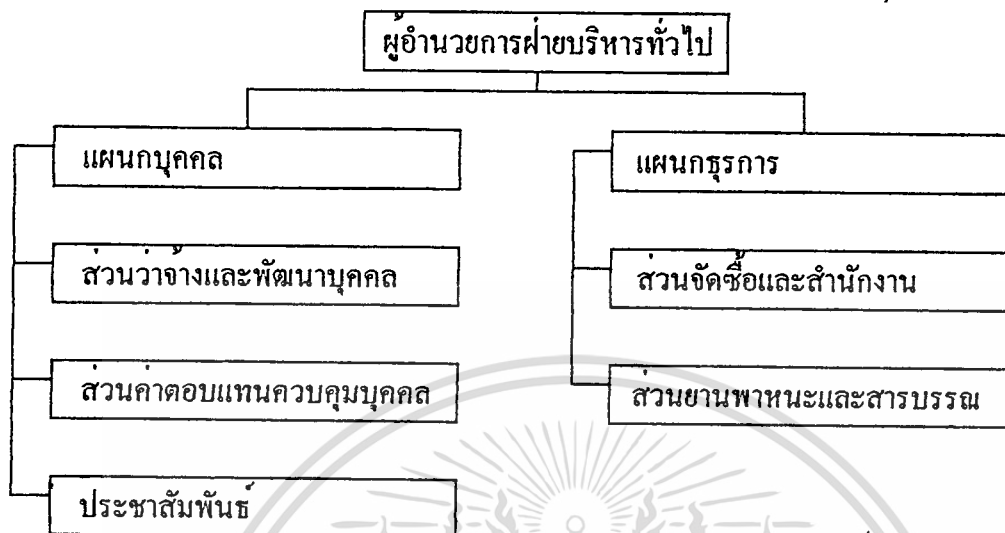 ผู้อำนวยการฝ่ายบริหารทั่วไป
แผนกบุคคล
ส่วนว่าจ้างและพัฒนาบุคคล
ส่วนค่าตอบแทนควบคุมบุคคล
ประชาสัมพันธ์
แผนกธุรการ
ส่วนจัดซื้อและสำนักงาน
ส่วนยานพาหนะและสารบรรณ